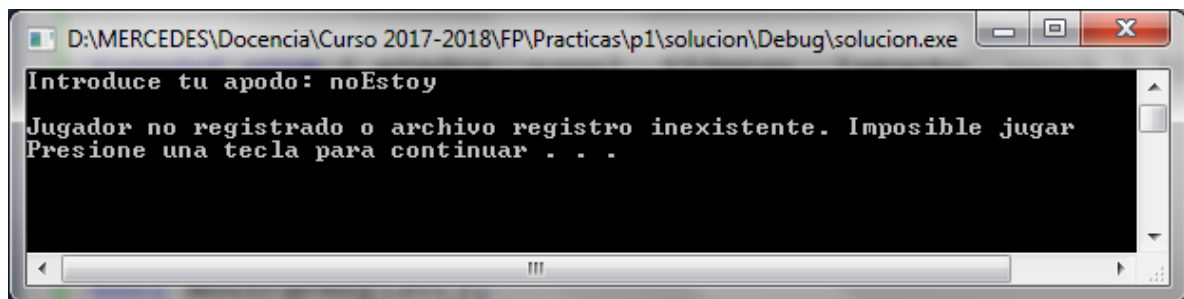 D:\MERCEDES\Docencia\Curso 2017-2018\FP\Practicas\p1\solucion\Debug\solucion.exe
Introduce tu apodo: noEstoy
Jugador no registrado o archivo registro inexistente. Imposible jugar
Presione una tecla para continuar . . .